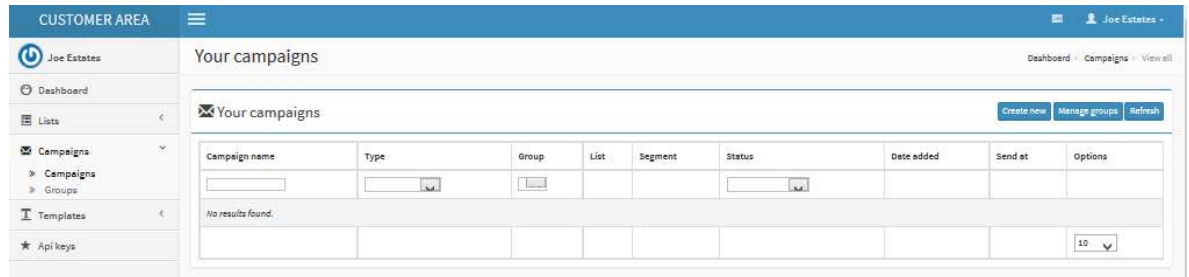 CUSTOMER AREA
Joe Estates
Joe Estates
Your campaigns
Dashboard > Campaigns > View all
Dashboard
Lists
Campaigns
» Campaigns
» Groups
Templates
Api keys
Your campaigns
Create new Manage groups Refresh
Campaign name Type Group List Segment Status Date added Send at Options
No results found.
10